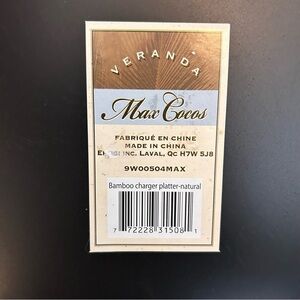 VERANDA
Max Cocos
FABRIQUÉ EN CHINE
MADE IN CHINA
INC. LAVAL, QC H7W 5J8
9W00504MAX
Bamboo charger platter-natural
7 72228 31508 1